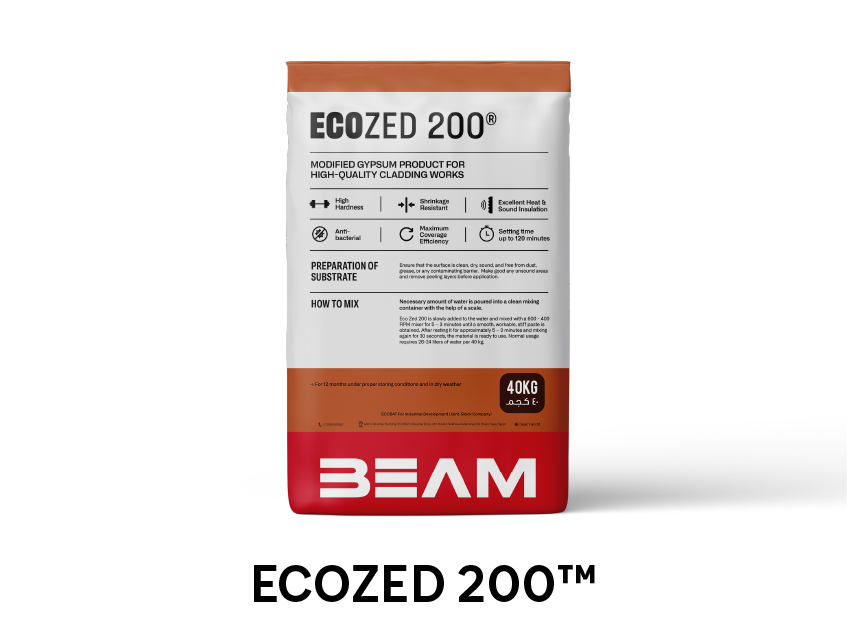 ECOZED 200®
MODIFIED GYPSUM PRODUCT FOR
HIGH-QUALITY CLADDING WORKS
High
Hardness
Shrinkage
Resistant
Excellent Heat &
Sound Insulation
Anti-
bacterial
Maximum
Coverage
Efficiency
Setting time
up to 120 minutes
PREPARATION OF
SUBSTRATE
Ensure that the surface is clean, dry, sound, and free from dust,
grease, or any contaminating barrier. Make good any unsound areas
and remove peeling layers before application.
HOW TO MIX
Necessary amount of water is poured into a clean mixing
container with the help of a scale.
Eco Zed 200 is slowly added to the water and mixed with a 600 - 400
RPM mixer for 5 – 3 minutes until a smooth, workable, stiff paste is
obtained. After resting it for approximately 5 – 3 minutes and mixing
again for 30 seconds, the material is ready to use. Normal usage
requires 26-24 liters of water per 40 kg.
For 12 months under proper storing conditions and in dry weather
40KG
٤٠ كجم
ECOBAT For Industrial Development (Joint Stock Company)
BEAM
ECOZED 200™